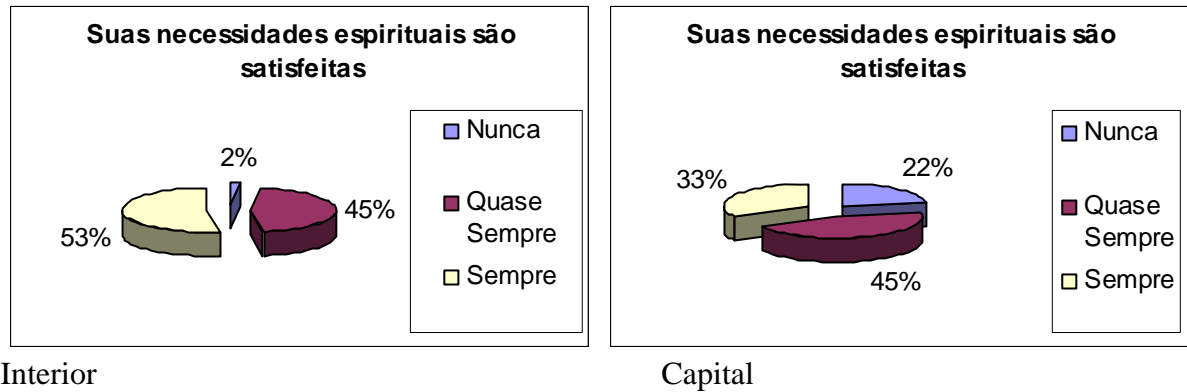 Suas necessidades espirituais são
satisfeitas
2%
45%
53%
Nunca
Quase
Sempre
Sempre
Interior
Suas necessidades espirituais são
satisfeitas
22%
33%
45%
Nunca
Quase
Sempre
Sempre
Capital